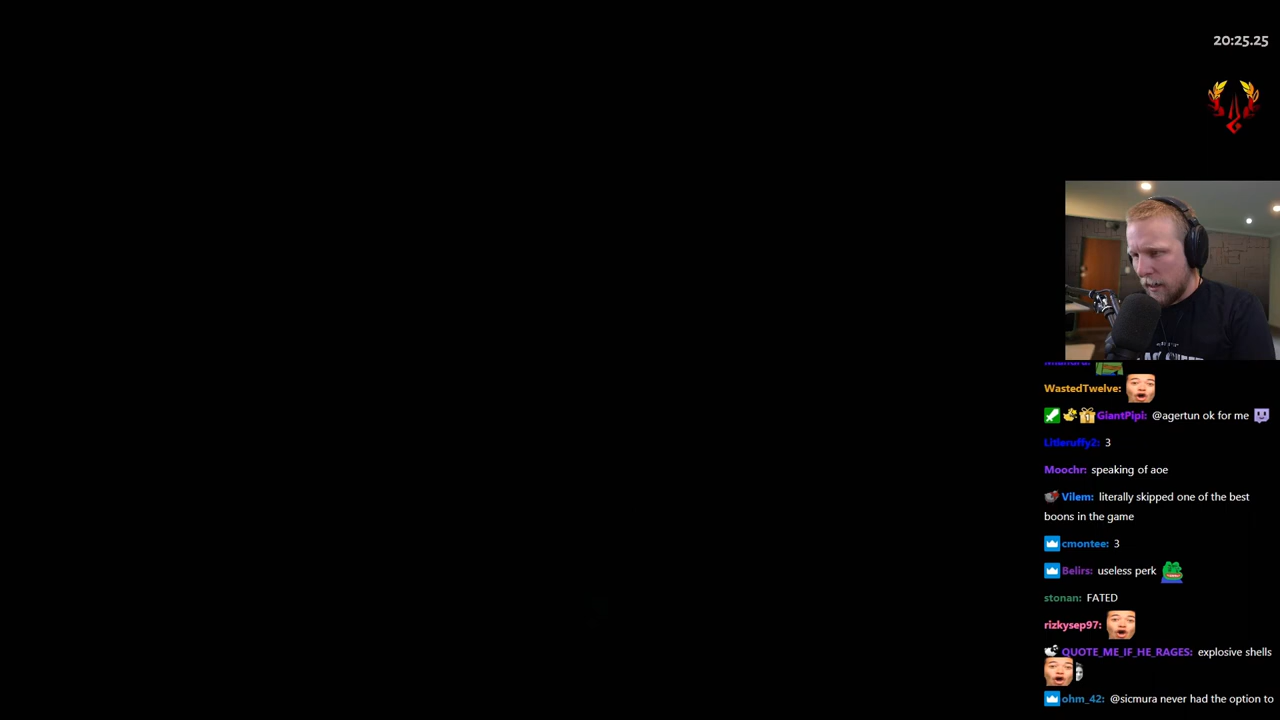 20:25.25
WastedTwelve:
GiantPipi: @agertun ok for me
Litleruffy2: 3
Moochr: speaking of aoe
Vilem: literally skipped one of the best
boons in the game
cmontee: 3
Belirs: useless perk
stonan: FATED
rizkysep97:
QUOTE_ME_IF_HE_RAGES: explosive shells
ohm_42: @sicmura never had the option to